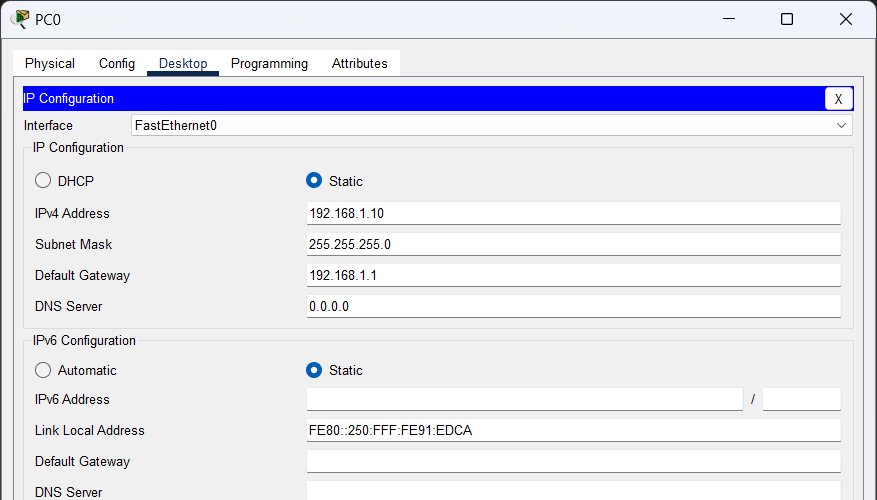 PC0
Physical Config Desktop Programming Attributes
IP Configuration X
Interface FastEthernet0
IP Configuration
DHCP Static
IPv4 Address 192.168.1.10
Subnet Mask 255.255.255.0
Default Gateway 192.168.1.1
DNS Server 0.0.0.0
IPv6 Configuration
Automatic Static
IPv6 Address /
Link Local Address FE80::250:FFF:FE91:EDCA
Default Gateway
DNS Server